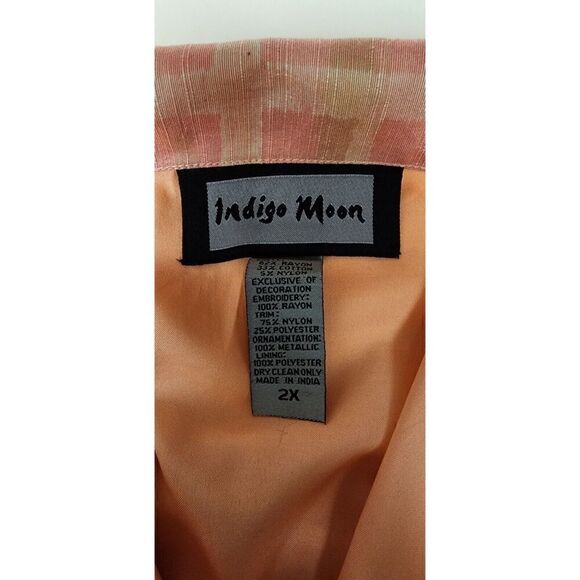 Indigo Moon
62% RAYON
33% COTTON
5% NYLON
EXCLUSIVE OF
DECORATION
EMBROIDERY:
100% RAYON
TRIM:
75% NYLON
25% POLYESTER
ORNAMENTATION:
100% METALLIC
LINING:
100% POLYESTER
DRY CLEAN ONLY
MADE IN INDIA
2X